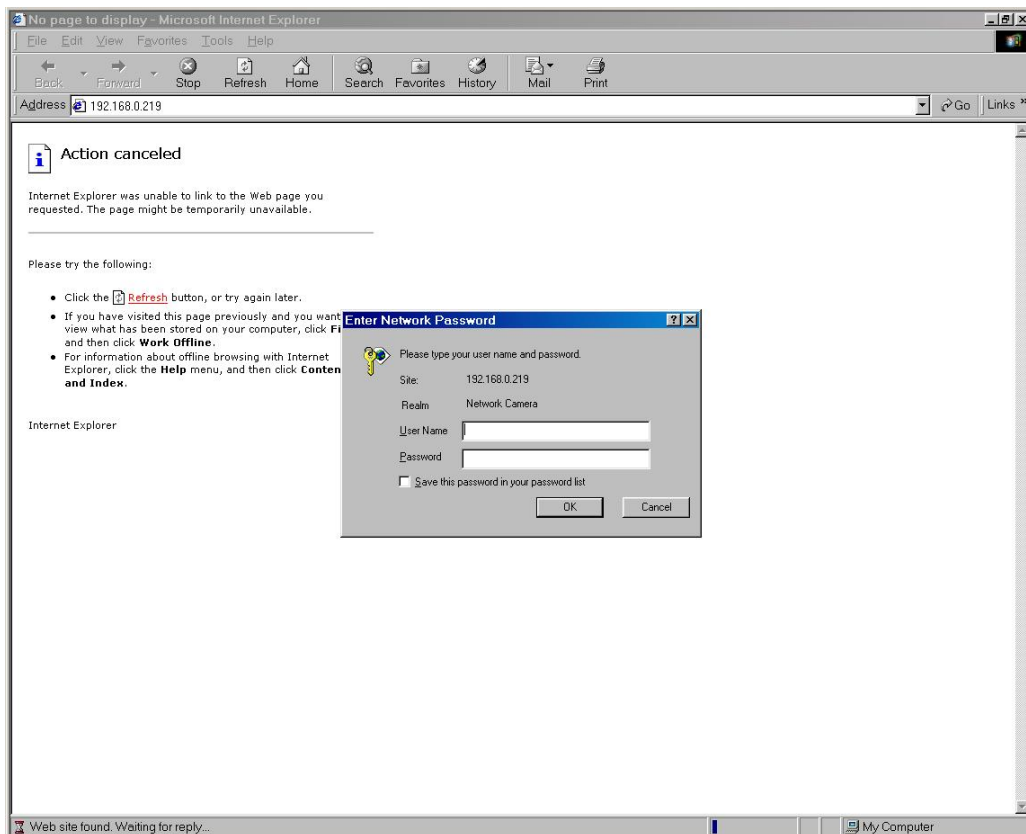 No page to display - Microsoft Internet Explorer
File Edit View Favorites Tools Help
Back Forward Stop Refresh Home Search Favorites History Mail Print
Address 192.168.0.219 Go Links »
Action canceled
Internet Explorer was unable to link to the Web page you
requested. The page might be temporarily unavailable.
Please try the following:
• Click the Refresh button, or try again later.
• If you have visited this page previously and you want
view what has been stored on your computer, click Fi
and then click Work Offline.
• For information about offline browsing with Internet
Explorer, click the Help menu, and then click Conten
and Index.
Internet Explorer
Enter Network Password
Please type your user name and password.
Site: 192.168.0.219
Realm Network Camera
User Name
Password
Save this password in your password list
OK Cancel
Web site found. Waiting for reply... My Computer